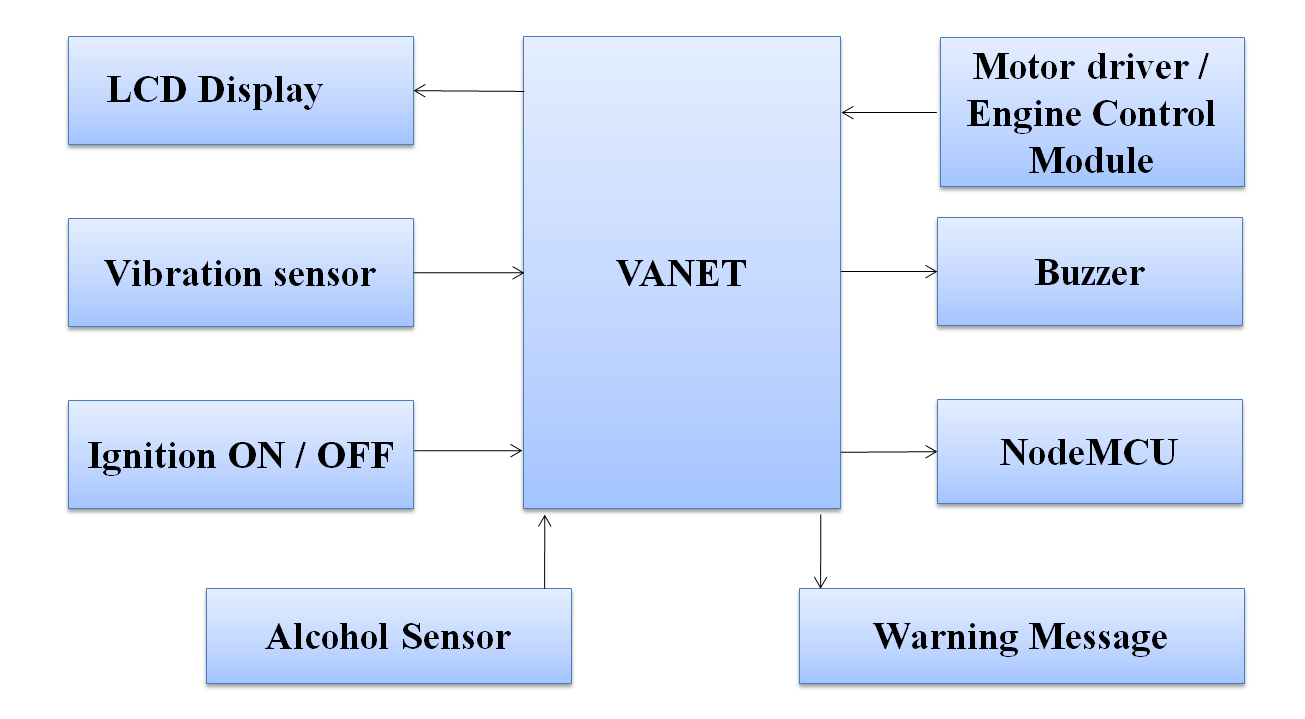 LCD Display
Motor driver /
Engine Control
Module
Vibration sensor
VANET
Buzzer
Ignition ON / OFF
NodeMCU
Alcohol Sensor
Warning Message